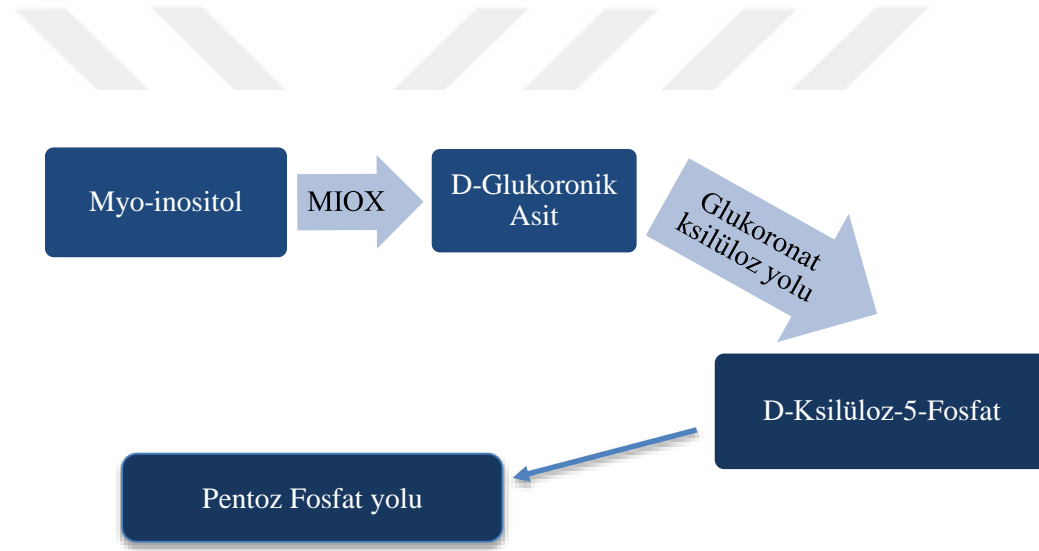 Myo-inositol
MIOX
D-Glukoronik
Asit
Glukoronat
ksilüloz yolu
D-Ksilüloz-5-Fosfat
Pentoz Fosfat yolu